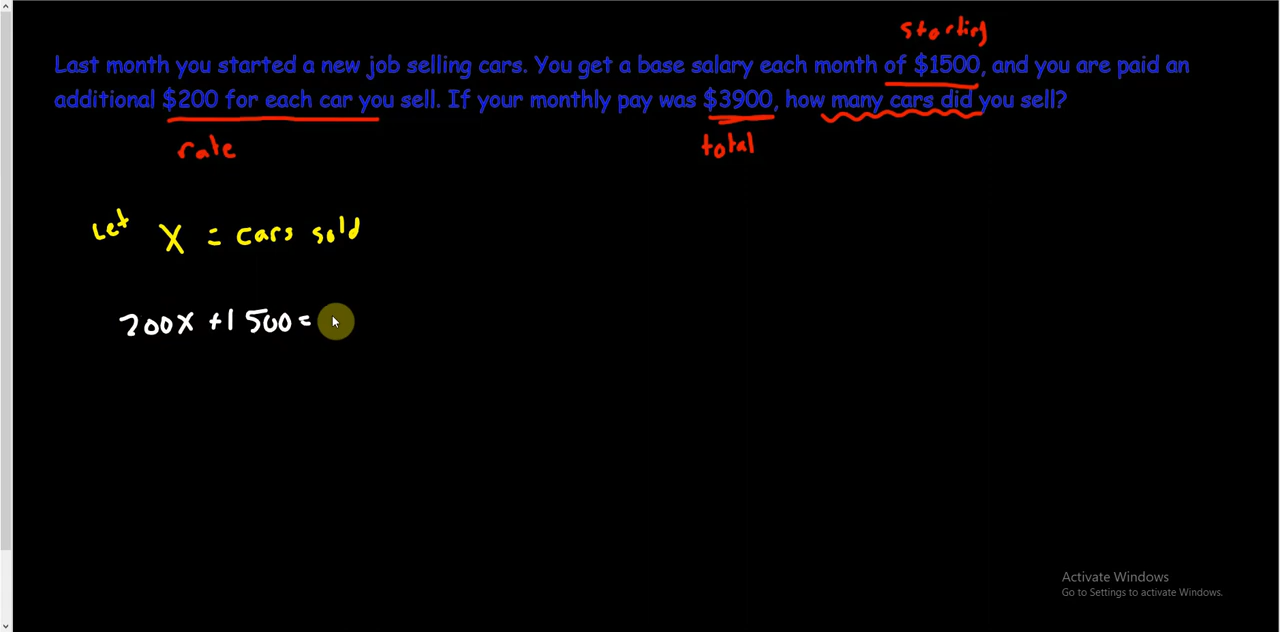 starting
Last month you started a new job selling cars. You get a base salary each month of $1500, and you are paid an
additional $200 for each car you sell. If your monthly pay was $3900, how many cars did you sell?
rate total
Let X = cars sold
200X +1500=
Activate Windows
Go to Settings to activate Windows.